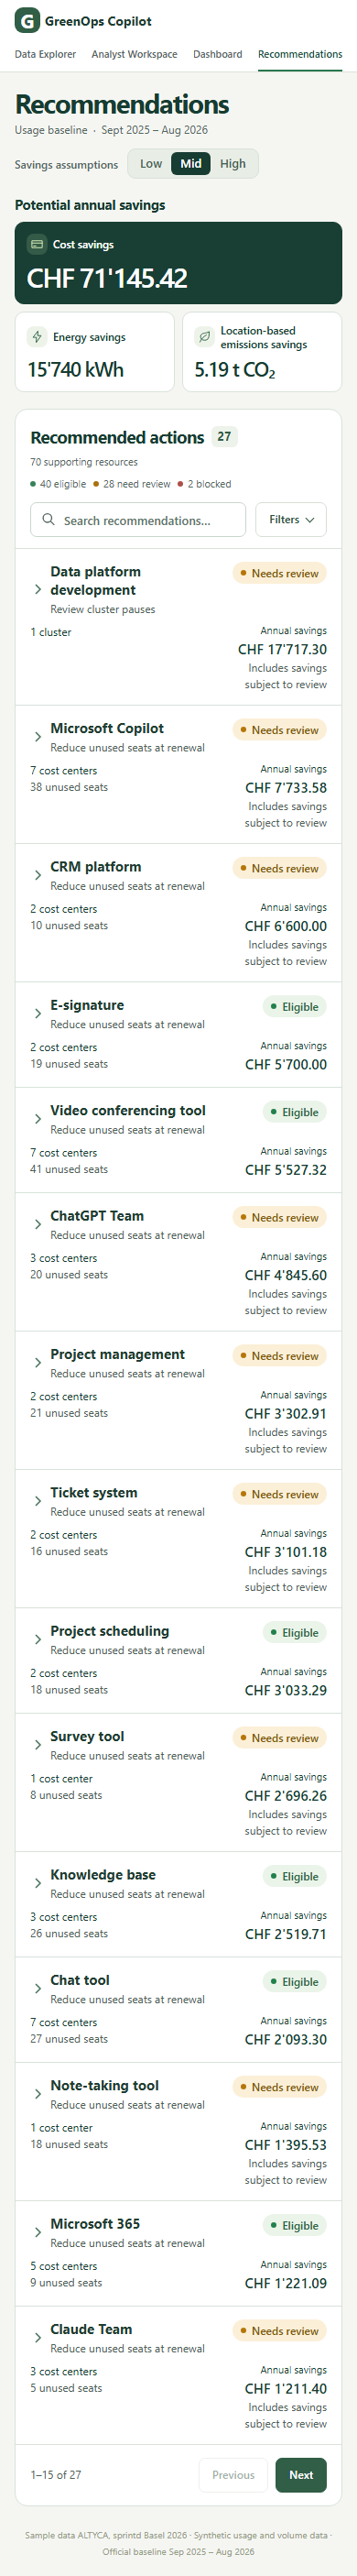 G GreenOps Copilot
Data Explorer Analyst Workspace Dashboard Recommendations
Recommendations
Usage baseline · Sept 2025 – Aug 2026
Savings assumptions Low Mid High
Potential annual savings
Cost savings
CHF 71'145.42
Energy savings
15'740 kWh
Location-based
emissions savings
5.19 t CO₂
Recommended actions 27
70 supporting resources
40 eligible 28 need review 2 blocked
Search recommendations... Filters
Data platform
development
Needs review
Review cluster pauses
1 cluster
Annual savings
CHF 17'717.30
Includes savings
subject to review
Microsoft Copilot
Needs review
Reduce unused seats at renewal
7 cost centers
38 unused seats
Annual savings
CHF 7'733.58
Includes savings
subject to review
CRM platform
Needs review
Reduce unused seats at renewal
2 cost centers
10 unused seats
Annual savings
CHF 6'600.00
Includes savings
subject to review
E-signature
Eligible
Reduce unused seats at renewal
2 cost centers
19 unused seats
Annual savings
CHF 5'700.00
Video conferencing tool
Eligible
Reduce unused seats at renewal
7 cost centers
41 unused seats
Annual savings
CHF 5'527.32
ChatGPT Team
Needs review
Reduce unused seats at renewal
3 cost centers
20 unused seats
Annual savings
CHF 4'845.60
Includes savings
subject to review
Project management
Needs review
Reduce unused seats at renewal
2 cost centers
21 unused seats
Annual savings
CHF 3'302.91
Includes savings
subject to review
Ticket system
Needs review
Reduce unused seats at renewal
2 cost centers
16 unused seats
Annual savings
CHF 3'101.18
Includes savings
subject to review
Project scheduling
Eligible
Reduce unused seats at renewal
2 cost centers
18 unused seats
Annual savings
CHF 3'033.29
Survey tool
Needs review
Reduce unused seats at renewal
1 cost center
8 unused seats
Annual savings
CHF 2'696.26
Includes savings
subject to review
Knowledge base
Eligible
Reduce unused seats at renewal
3 cost centers
26 unused seats
Annual savings
CHF 2'519.71
Chat tool
Eligible
Reduce unused seats at renewal
7 cost centers
27 unused seats
Annual savings
CHF 2'093.30
Note-taking tool
Needs review
Reduce unused seats at renewal
1 cost center
18 unused seats
Annual savings
CHF 1'395.53
Includes savings
subject to review
Microsoft 365
Eligible
Reduce unused seats at renewal
5 cost centers
9 unused seats
Annual savings
CHF 1'221.09
Claude Team
Needs review
Reduce unused seats at renewal
3 cost centers
5 unused seats
Annual savings
CHF 1'211.40
Includes savings
subject to review
1–15 of 27 Previous Next
Sample data ALTYCA, sprintd Basel 2026 · Synthetic usage and volume data ·
Official baseline Sep 2025 – Aug 2026